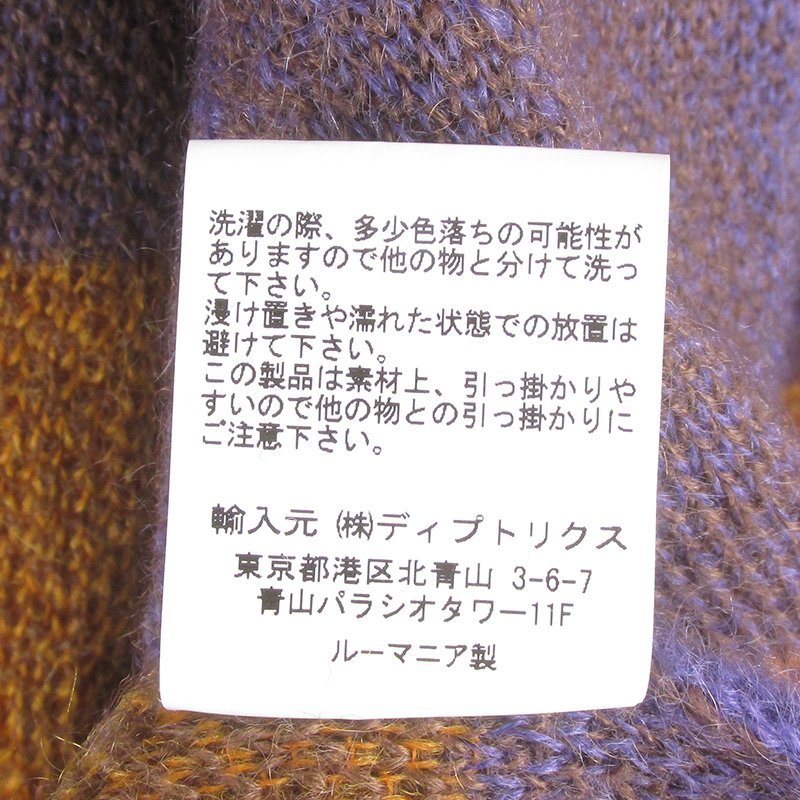 洗濯の際、多少色落ちの可能性が
ありますので他の物と分けて洗っ
て下さい。
浸け置きや濡れた状態での放置は
避けて下さい。
この製品は素材上、引っ掛かりや
すいので他の物との引っ掛かりに
ご注意下さい。
輸入元 ㈱ディプトリクス
東京都港区北青山 3-6-7
青山パラシオタワー11F
ルーマニア製